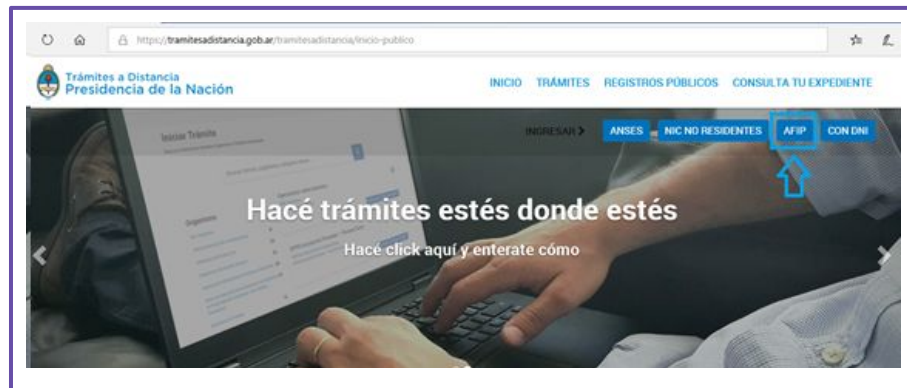 https://tramitesadistancia.gob.ar/tramitesadistancia/inicio-publico
Trámites a Distancia
Presidencia de la Nación
INICIO TRÁMITES REGISTROS PÚBLICOS CONSULTA TU EXPEDIENTE
INGRESAR ANSES NIC NO RESIDENTES AFIP CON DNI
Iniciar Trámite
Organismos
Hacé trámites estés donde estés
Hacé click aquí y enterate cómo